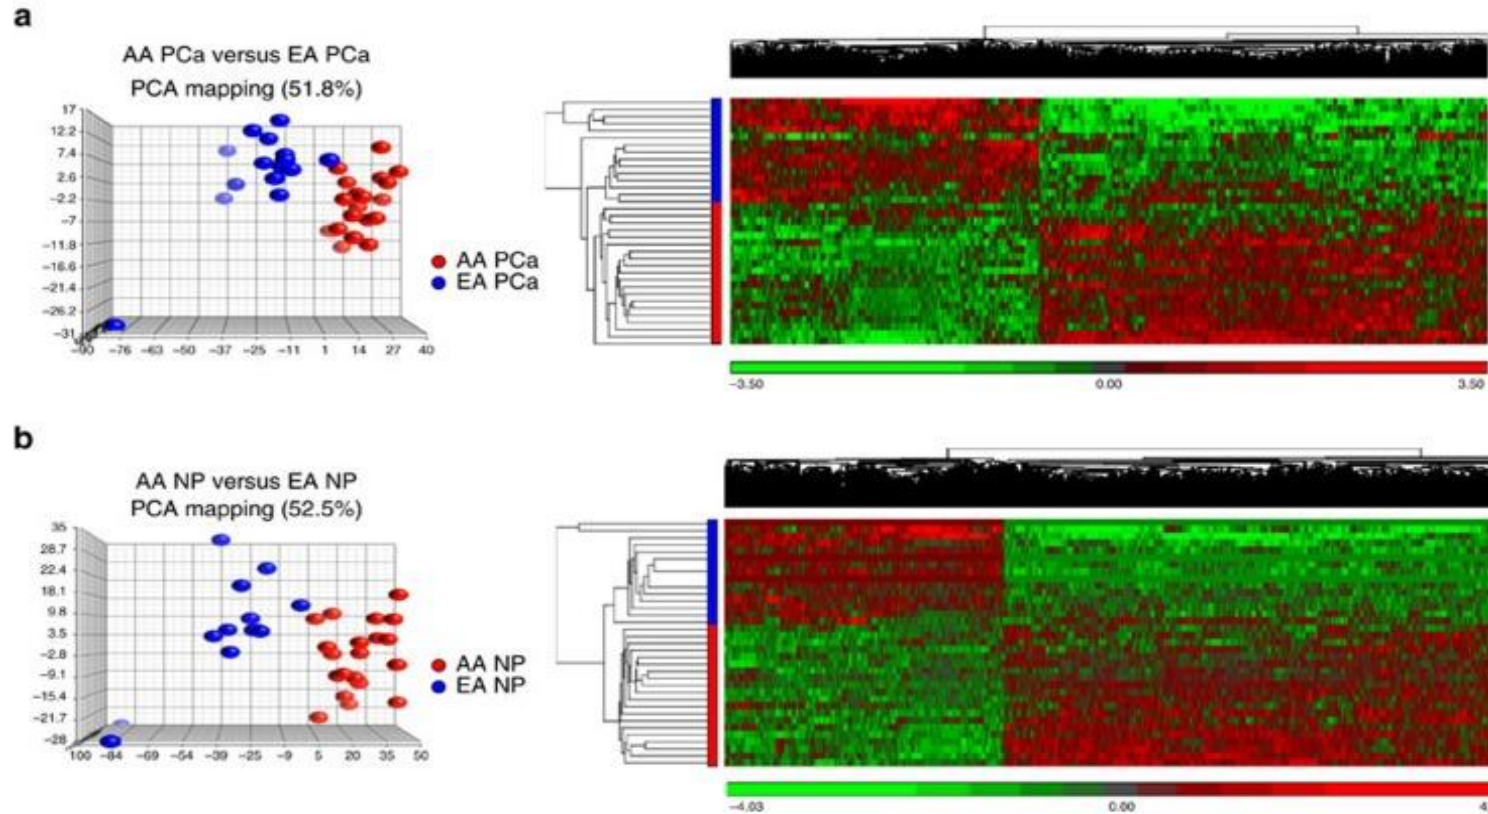 a
AA PCa versus EA PCa
PCA mapping (51.8%)
17
12.2
7.4
2.6
−2.2
−7
−11.8
−16.6
−21.4
−26.2
−31
−90 −76 −63 −50 −37 −25 −11 1 14 27 40
AA PCa
EA PCa
−3.50 0.00 3.50
b
AA NP versus EA NP
PCA mapping (52.5%)
35
28.7
22.4
18.1
9.8
3.5
−2.8
−9.1
−15.4
−21.7
−28
100 −84 −69 −54 −39 −25 −9 5 20 35 50
AA NP
EA NP
−4.03 0.00 4